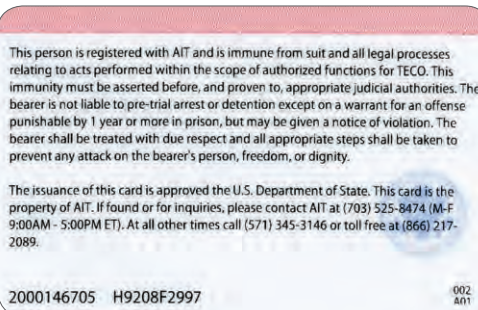 This person is registered with AIT and is immune from suit and all legal processes
relating to acts performed within the scope of authorized functions for TECO. This
immunity must be asserted before, and proven to, appropriate judicial authorities. The
bearer is not liable to pre-trial arrest or detention except on a warrant for an offense
punishable by 1 year or more in prison, but may be given a notice of violation. The
bearer shall be treated with due respect and all appropriate steps shall be taken to
prevent any attack on the bearer's person, freedom, or dignity.
The issuance of this card is approved the U.S. Department of State. This card is the
property of AIT. If found or for inquiries, please contact AIT at (703) 525-8474 (M-F
9:00AM - 5:00PM ET). At all other times call (571) 345-3146 or toll free at (866) 217-
2089.
2000146705 H9208F2997
002
A01